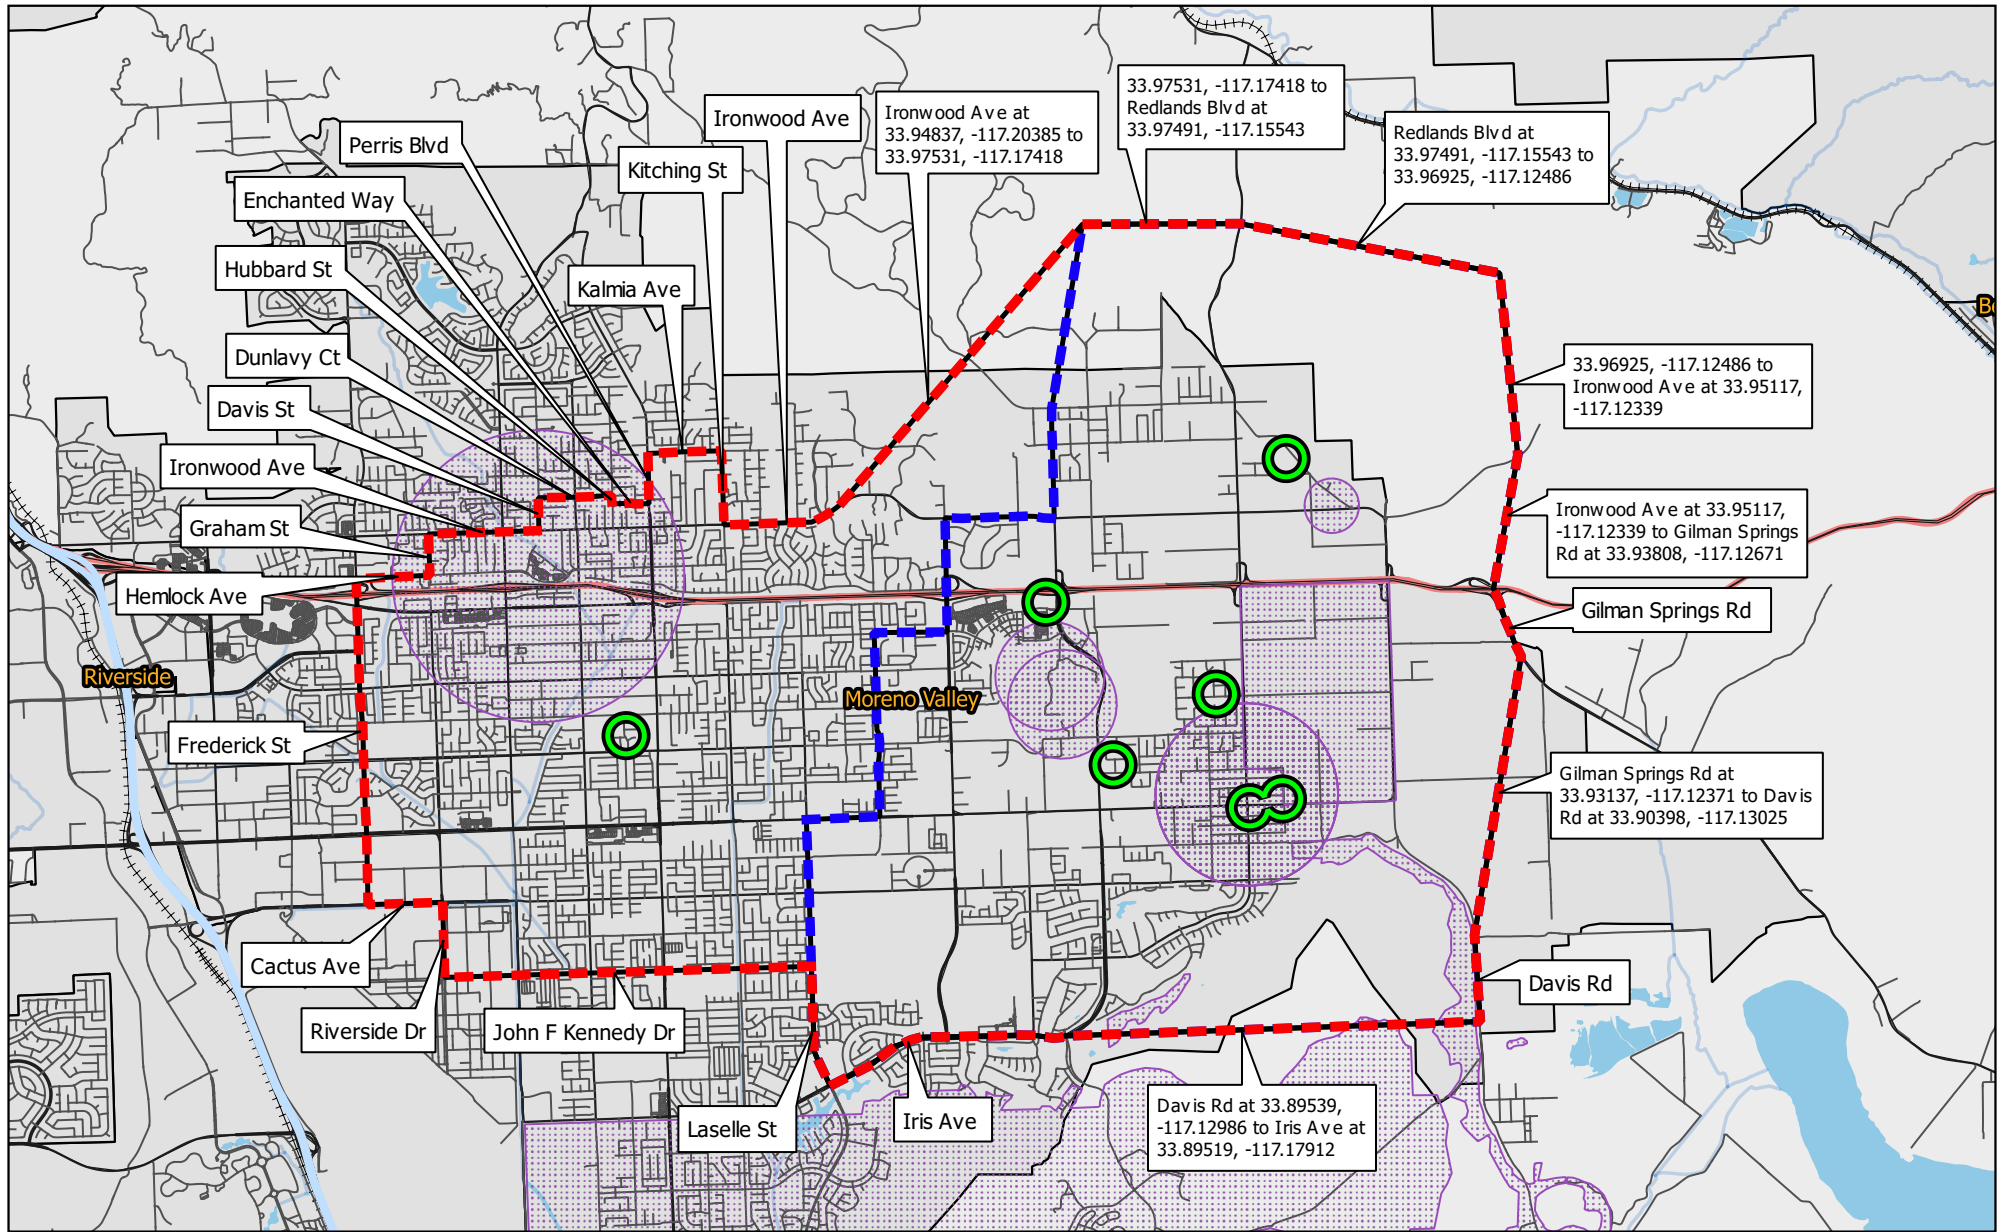 33.97531, -117.17418 to
Redlands Blvd at
33.97491, -117.15543
Ironwood Ave
Ironwood Ave at
33.94837, -117.20385 to
33.97531, -117.17418
Redlands Blvd at
33.97491, -117.15543 to
33.96925, -117.12486
Perris Blvd
Kitching St
Enchanted Way
Hubbard St
Kalmia Ave
Dunlavy Ct
33.96925, -117.12486 to
Ironwood Ave at 33.95117,
-117.12339
Davis St
Ironwood Ave
Graham St
Ironwood Ave at 33.95117,
-117.12339 to Gilman Springs
Rd at 33.93808, -117.12671
Hemlock Ave
Gilman Springs Rd
Riverside
Moreno Valley
Frederick St
Gilman Springs Rd at
33.93137, -117.12371 to Davis
Rd at 33.90398, -117.13025
Cactus Ave
Davis Rd
Riverside Dr
John F Kennedy Dr
Laselle St
Iris Ave
Davis Rd at 33.89539,
-117.12986 to Iris Ave at
33.89519, -117.17912